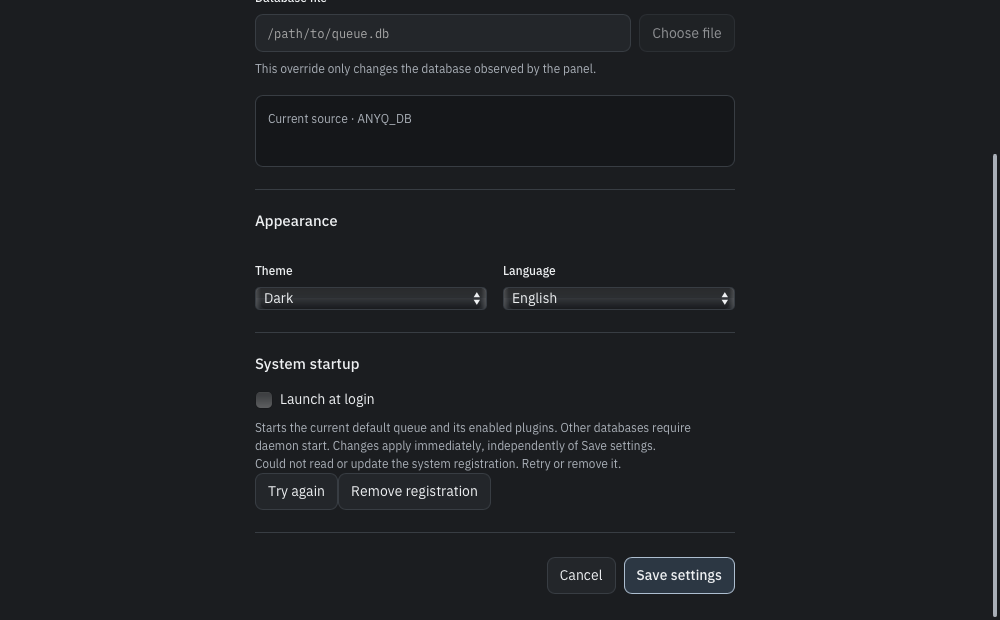 Database file
/path/to/queue.db
Choose file
This override only changes the database observed by the panel.
Current source · ANYQ_DB
Appearance
Theme
Language
Dark
English
System startup
Launch at login
Starts the current default queue and its enabled plugins. Other databases require
daemon start. Changes apply immediately, independently of Save settings.
Could not read or update the system registration. Retry or remove it.
Try again
Remove registration
Cancel
Save settings